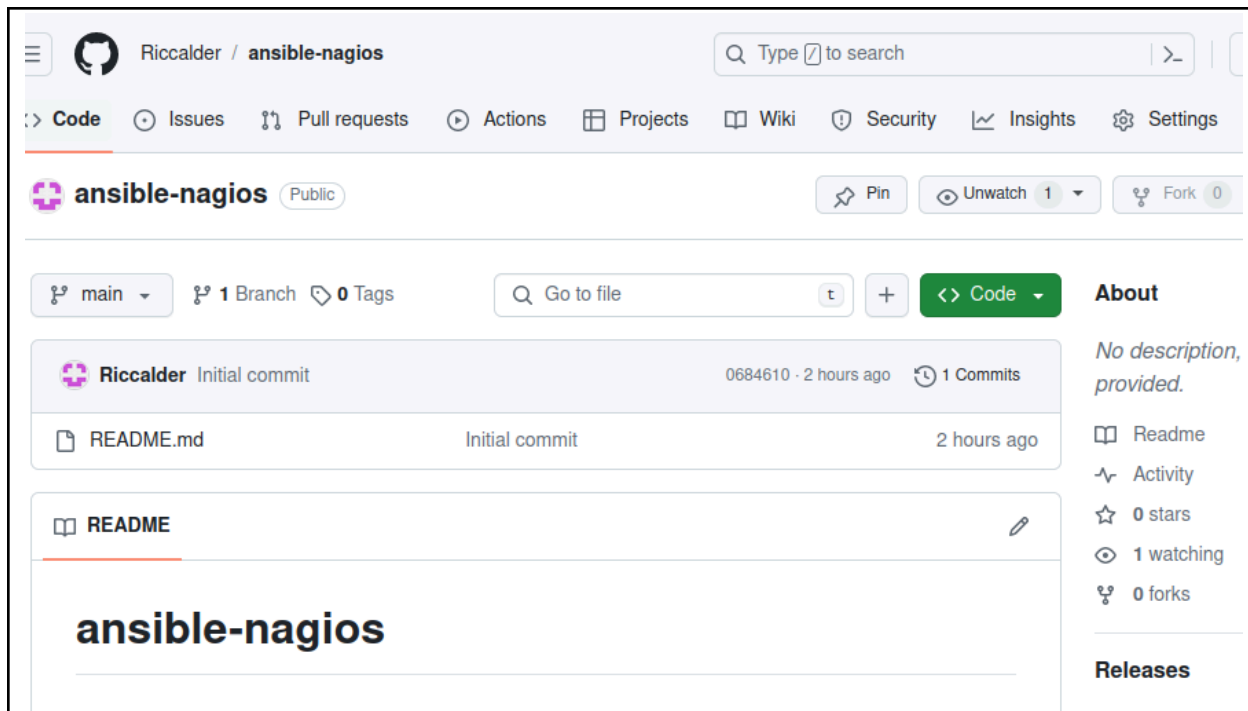 Riccalder / ansible-nagios
Type / to search
Code Issues Pull requests Actions Projects Wiki Security Insights Settings
ansible-nagios Public
Pin Unwatch 1 Fork 0
main 1 Branch 0 Tags Go to file t Code
Riccalder Initial commit 0684610 · 2 hours ago 1 Commits
README.md Initial commit 2 hours ago
README
ansible-nagios
About
No description,
provided.
Readme
Activity
0 stars
1 watching
0 forks
Releases